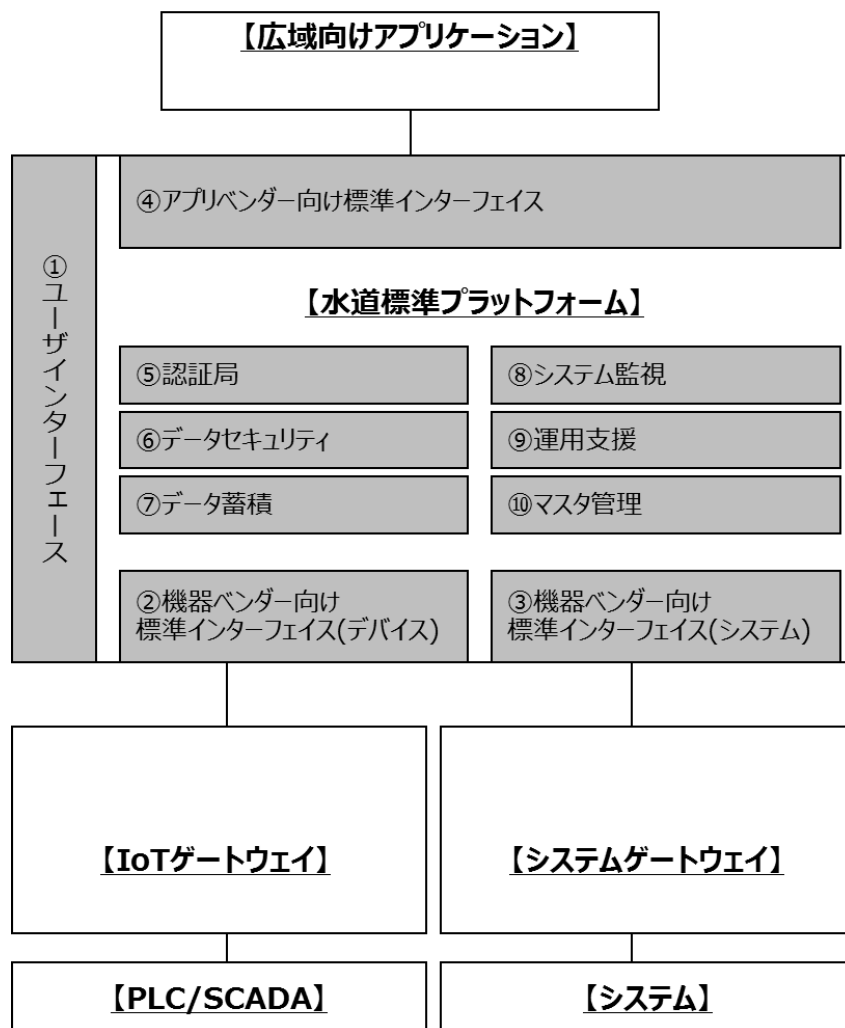 【広域向けアプリケーション】
④アプリベンダー向け標準インターフェイス
①ユーザインターフェース
【水道標準プラットフォーム】
⑤認証局
⑧システム監視
⑥データセキュリティ
⑨運用支援
⑦データ蓄積
⑩マスタ管理
②機器ベンダー向け
標準インターフェイス(デバイス)
③機器ベンダー向け
標準インターフェイス(システム)
【IoTゲートウェイ】
【システムゲートウェイ】
【PLC/SCADA】
【システム】